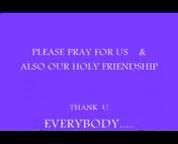 PLEASE PRAY FOR US &
ALSO OUR HOLY FRIENDSHIP
THANK U
EVERYBODY.....